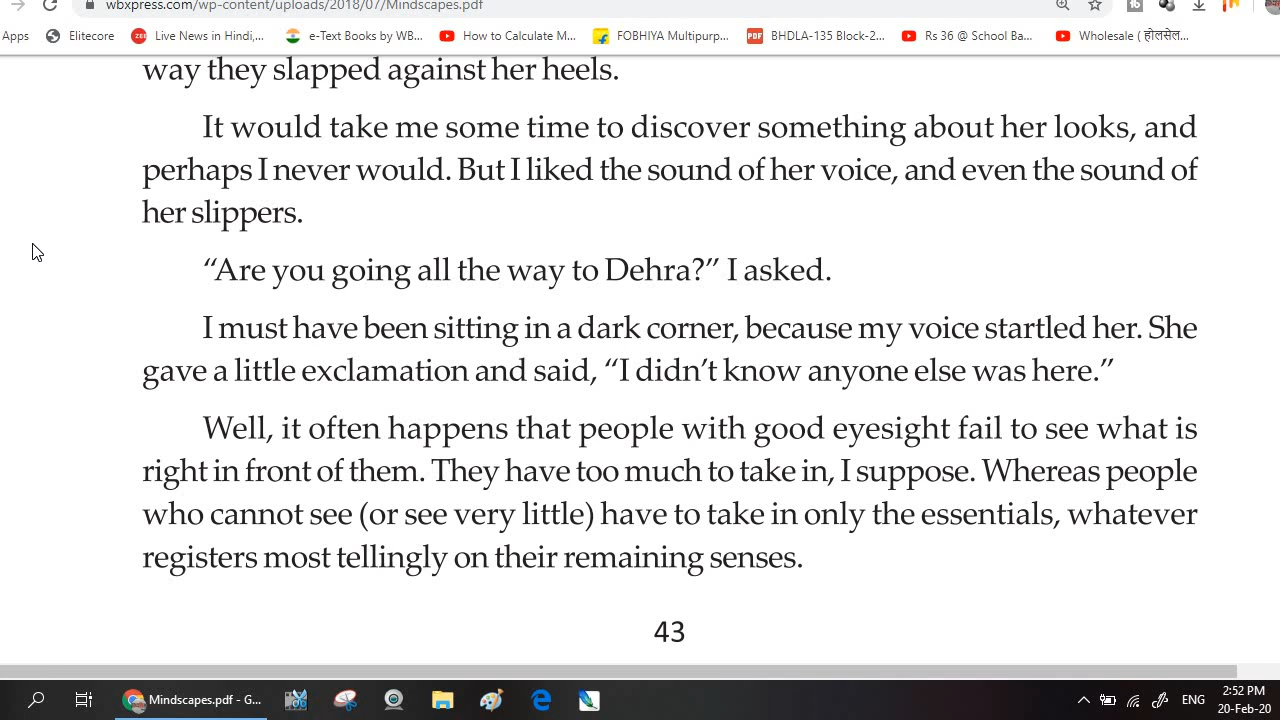 wbxpress.com/wp-content/uploads/2018/07/Mindscapes.pdf
Apps Elitecore Live News in Hindi,... e-Text Books by WB... How to Calculate M... FOBHIYA Multipurp... BHDLA-135 Block-2... Rs 36 @ School Ba... Wholesale ( होलसेल...
way they slapped against her heels.
It would take me some time to discover something about her looks, and
perhaps I never would. But I liked the sound of her voice, and even the sound of
her slippers.
“Are you going all the way to Dehra?” I asked.
I must have been sitting in a dark corner, because my voice startled her. She
gave a little exclamation and said, “I didn’t know anyone else was here.”
Well, it often happens that people with good eyesight fail to see what is
right in front of them. They have too much to take in, I suppose. Whereas people
who cannot see (or see very little) have to take in only the essentials, whatever
registers most tellingly on their remaining senses.
43
Mindscapes.pdf - G... ENG 2:52 PM
20-Feb-20